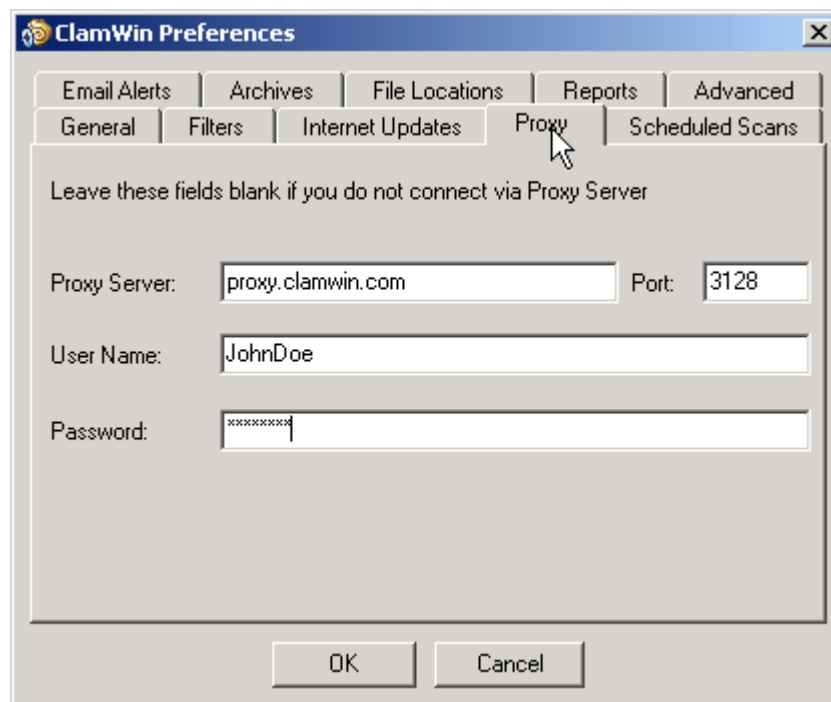 ClamWin Preferences
Email Alerts Archives File Locations Reports Advanced
General Filters Internet Updates Proxy Scheduled Scans
Leave these fields blank if you do not connect via Proxy Server
Proxy Server: proxy.clamwin.com Port: 3128
User Name: JohnDoe
Password: ********
OK Cancel